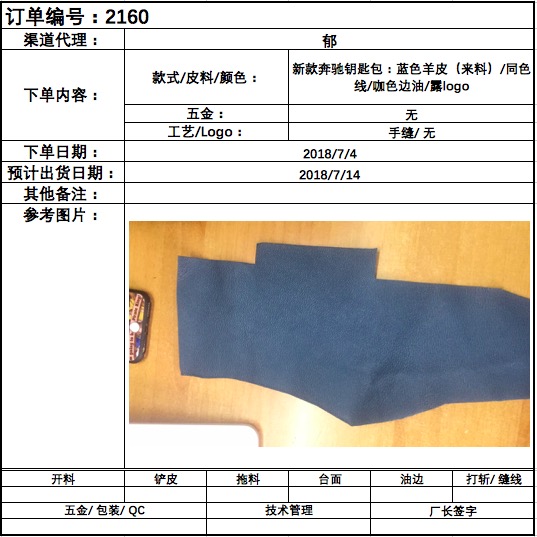 订单编号：2160
渠道代理： 郁
下单内容： 款式/皮料/颜色： 新款奔驰钥匙包：蓝色羊皮（来料）/同色
线/咖色边油/露logo
五金： 无
工艺/Logo： 手缝/ 无
下单日期： 2018/7/4
预计出货日期： 2018/7/14
其他备注：
参考图片：
开料 铲皮 拖料 台面 油边 打斩/ 缝线
五金/ 包装/ QC 技术管理 厂长签字